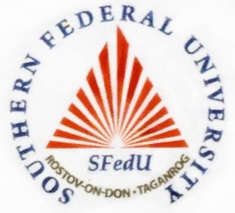 SOUTHERN FEDERAL UNIVERSITY
SFedU
ROSTOV-ON-DON · TAGANROG